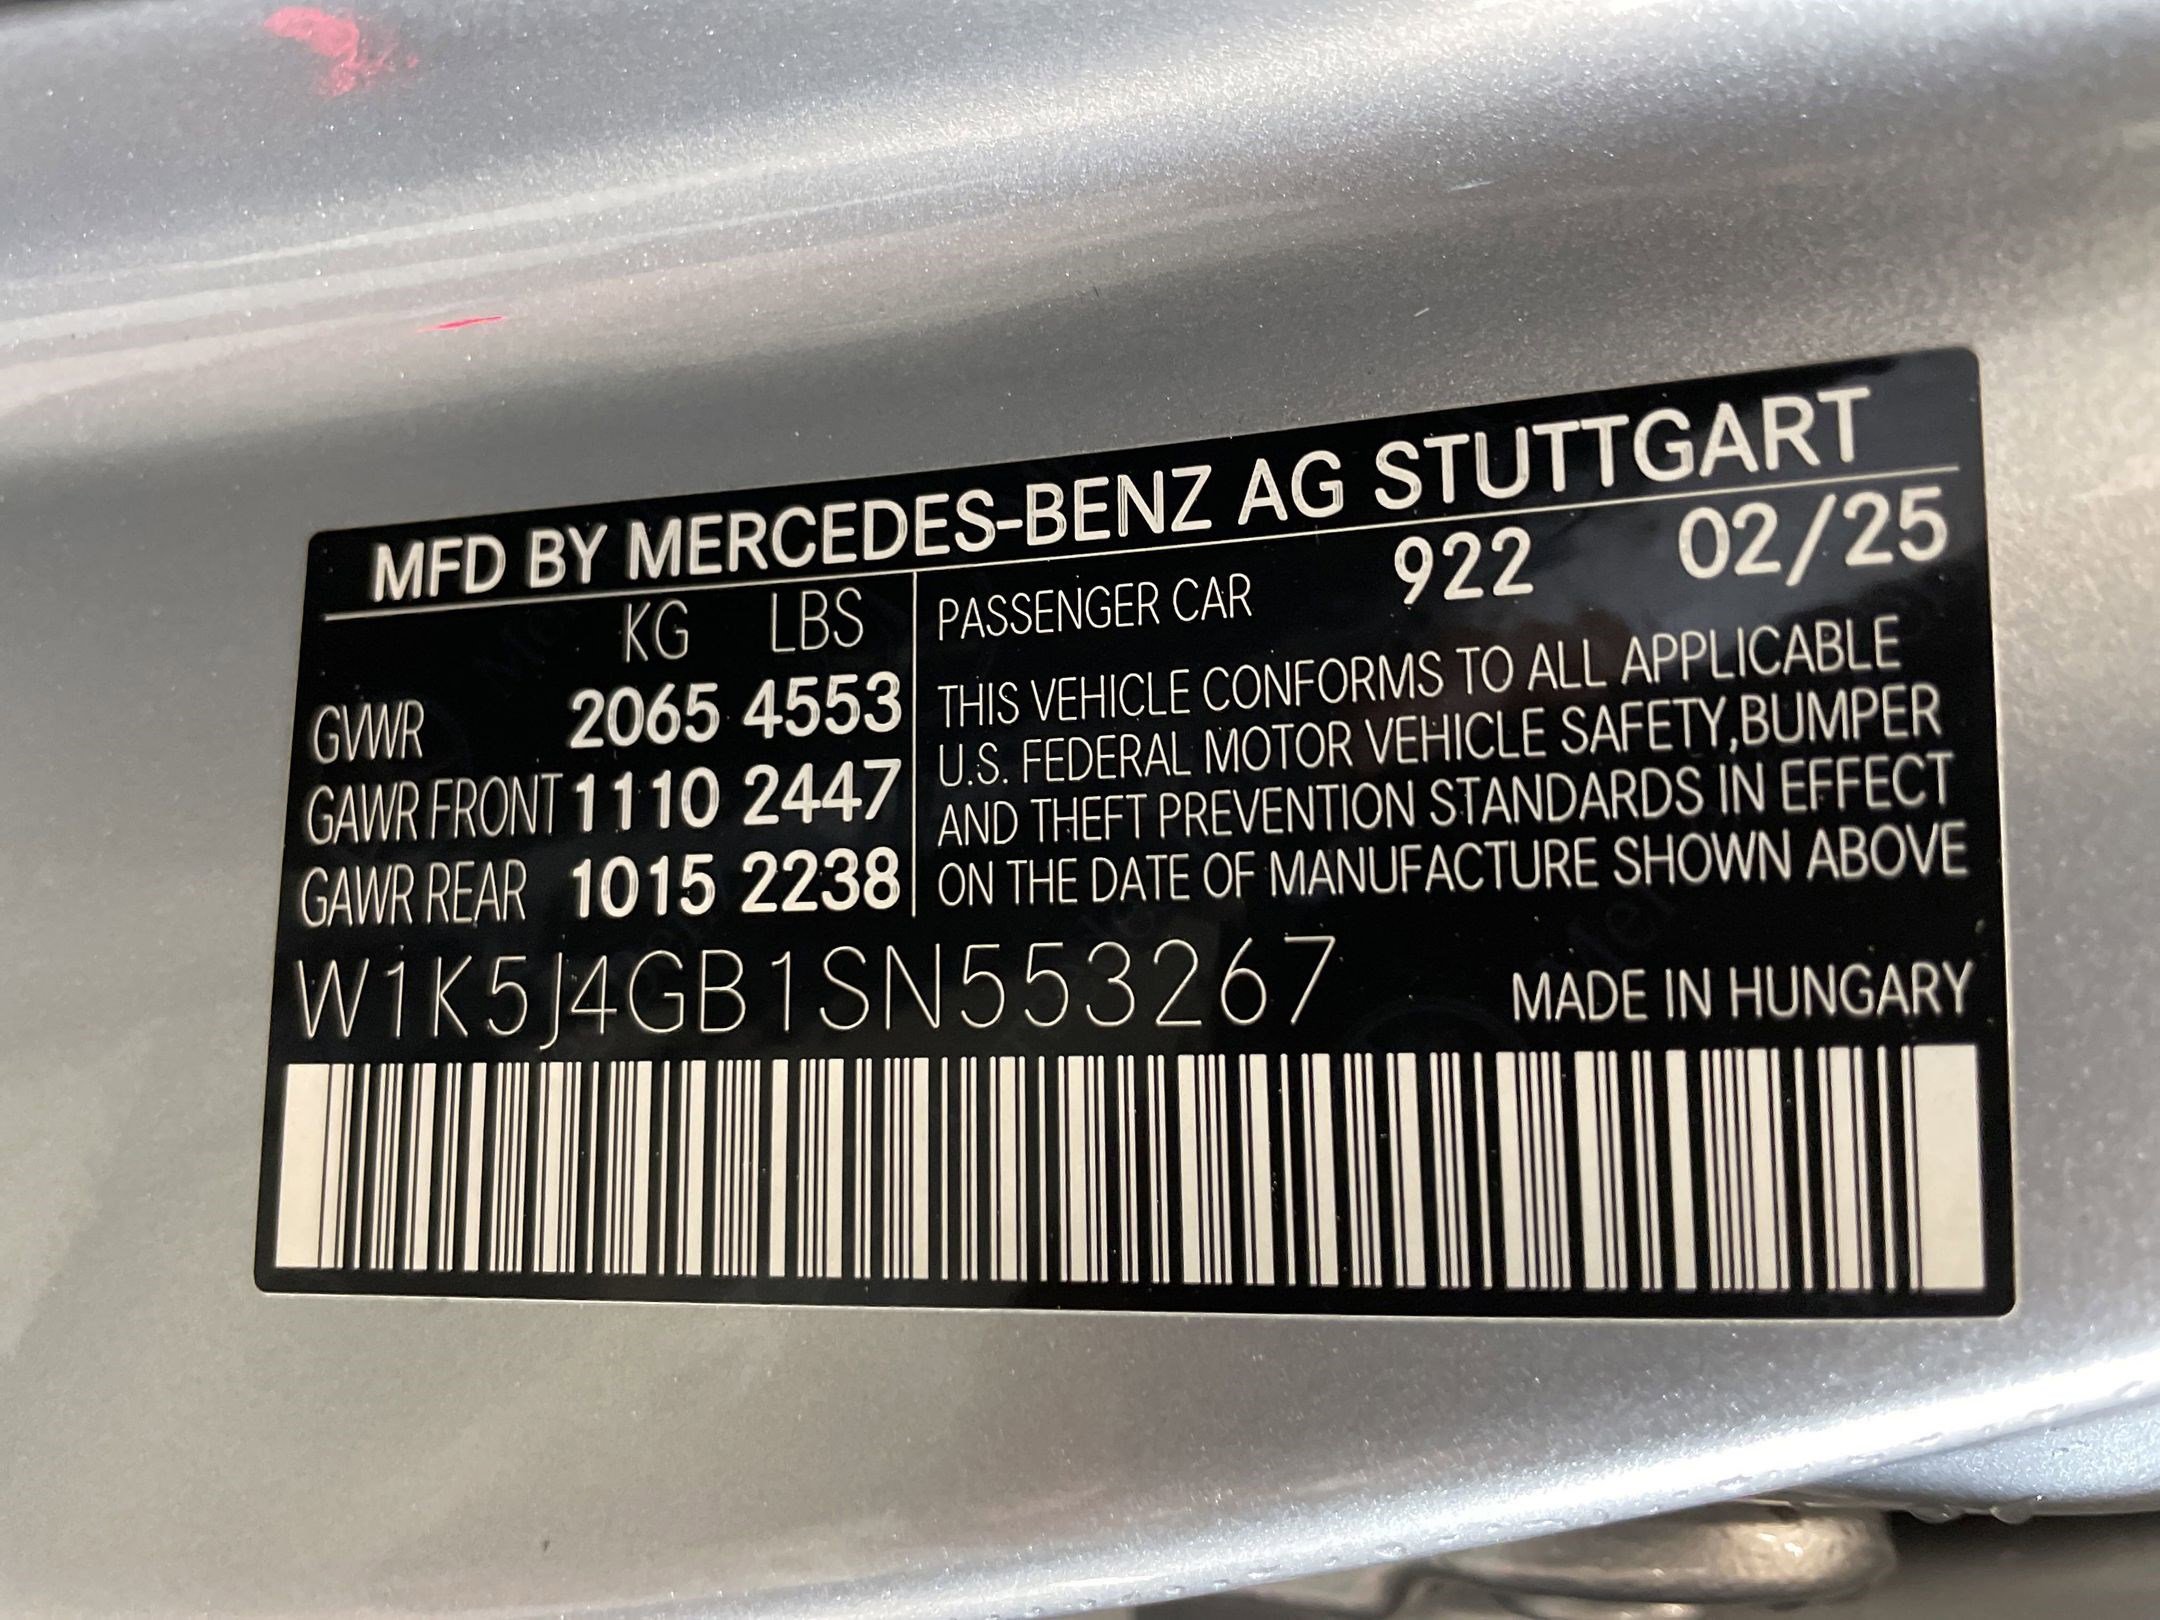 MFD BY MERCEDES-BENZ AG STUTTGART
KG LBS
GVWR 2065 4553
GAWR FRONT 1110 2447
GAWR REAR 1015 2238
PASSENGER CAR 922 02/25
THIS VEHICLE CONFORMS TO ALL APPLICABLE
U.S. FEDERAL MOTOR VEHICLE SAFETY,BUMPER
AND THEFT PREVENTION STANDARDS IN EFFECT
ON THE DATE OF MANUFACTURE SHOWN ABOVE
W1K5J4GB1SN553267 MADE IN HUNGARY